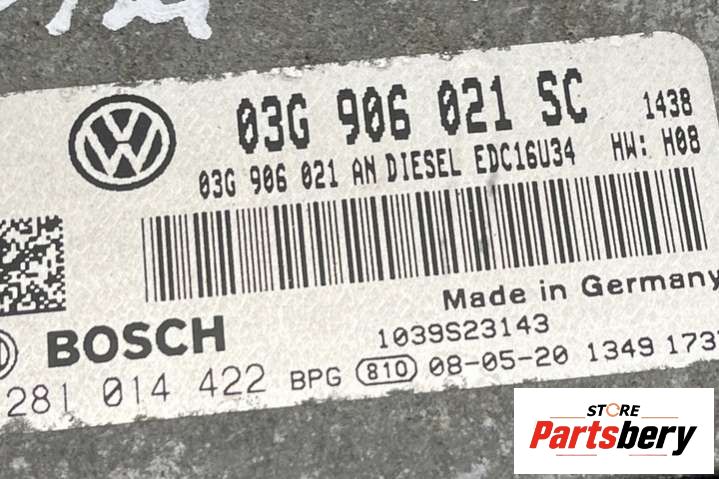 03G 906 021 SC 1438
03G 906 021 AN DIESEL EDC16U34 HW: H08
Made in Germany
BOSCH 1039S23143
281 014 422 BPG 810 08-05-20 1349 173
STORE
Partsbery